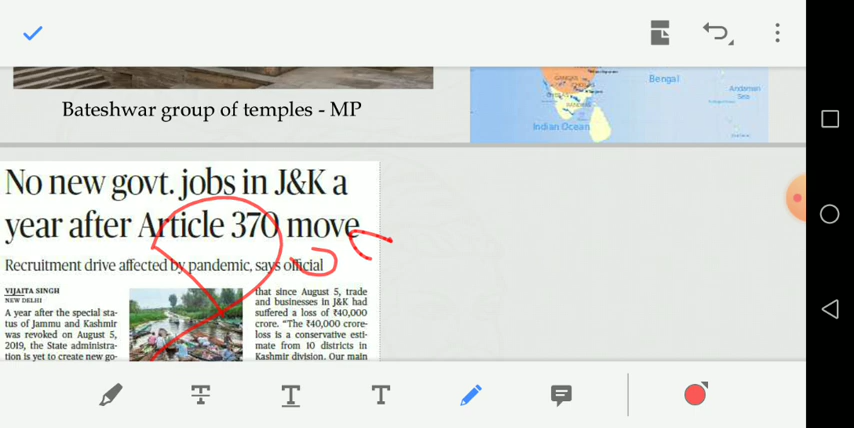 Bateshwar group of temples - MP
Bengal
Andaman
Sea
Indian Ocean
No new govt. jobs in J&K a
year after Article 370 move
Recruitment drive affected by pandemic, says official
VIJAITA SINGH
NEW DELHI
A year after the special sta-
tus of Jammu and Kashmir
was revoked on August 5,
2019, the State administra-
tion is yet to create new go-
that since August 5, trade
and businesses in J&K had
suffered a loss of ₹40,000
crore. “The ₹40,000 crore-
loss is a conservative esti-
mate from 10 districts in
Kashmir division. Our main
T
T
T